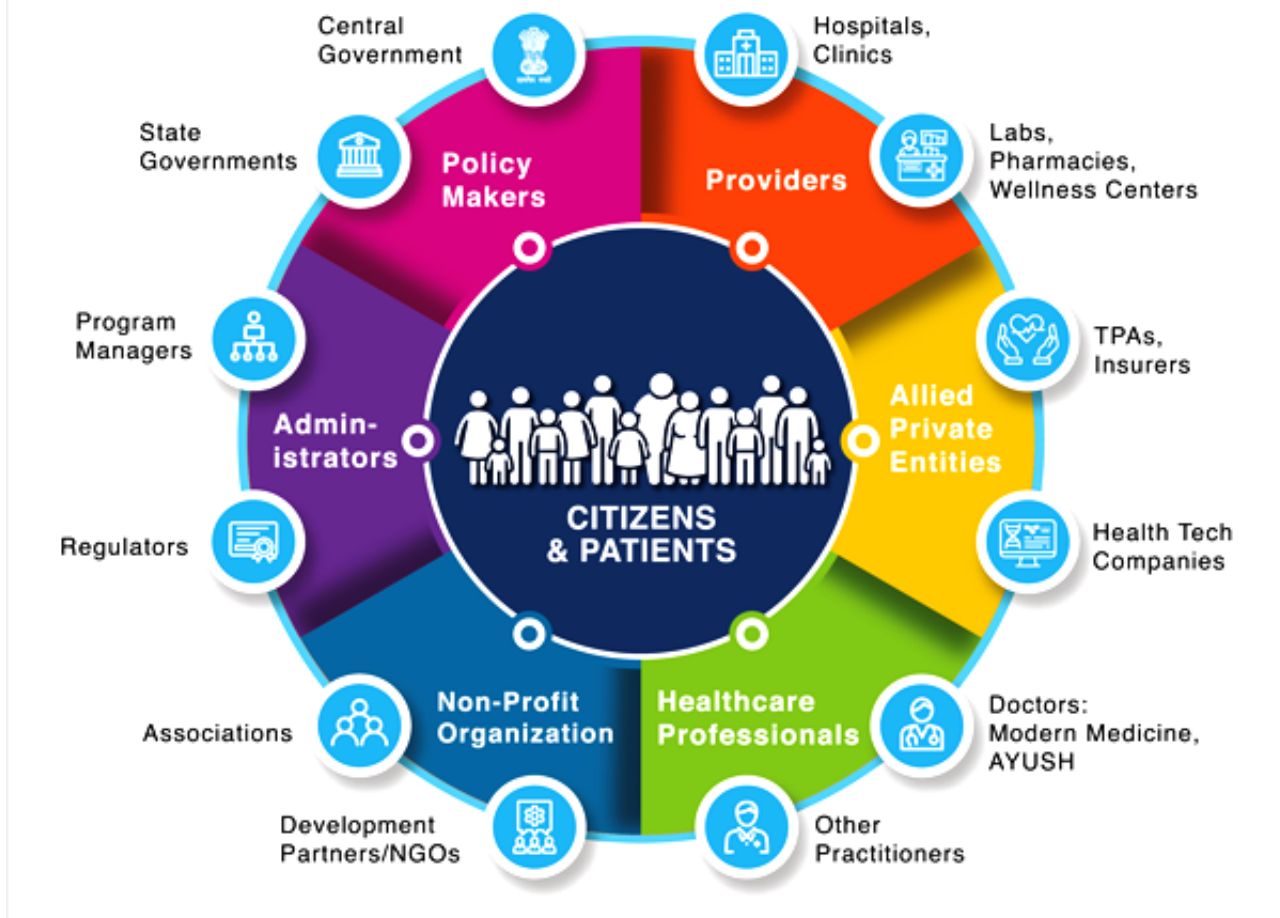 Central
Government
Hospitals,
Clinics
State
Governments
Labs,
Pharmacies,
Wellness Centers
Policy
Makers
Providers
Program
Managers
TPAs,
Insurers
Admin-
istrators
Allied
Private
Entities
CITIZENS
& PATIENTS
Regulators
Health Tech
Companies
Non-Profit
Organization
Healthcare
Professionals
Associations
Doctors:
Modern Medicine,
AYUSH
Development
Partners/NGOs
Other
Practitioners